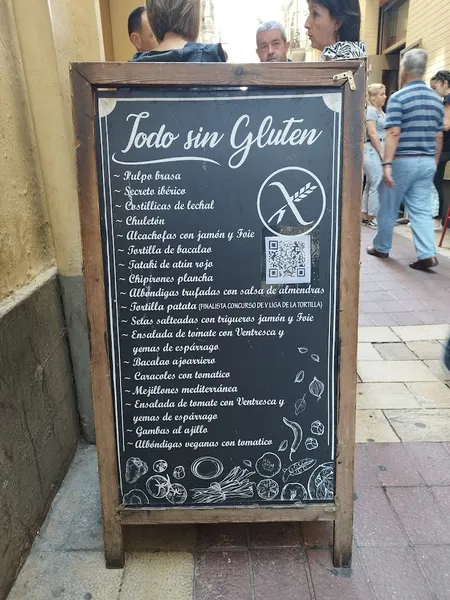 Todo sin Gluten
~ Pulpo brasa
~ Secreto ibérico
~ Costillicas de lechal
~ Chuletón
~ Alcachofas con jamón y Foie
~ Tortilla de bacalao
~ Tataki de atún rojo
~ Chipirones plancha
~ Albóndigas trufadas con salsa de almendras
~ Tortilla patata (FINALISTA CONCURSO DE V LIGA DE LA TORTILLA)
~ Setas salteadas con trigueros jamón y Foie
~ Ensalada de tomate con Ventresca y
yemas de espárrago
~ Bacalao ajoarriero
~ Caracoles con tomatico
~ Mejillones mediterránea
~ Ensalada de tomate con Ventresca y
yemas de espárrago
~ Gambas al ajillo
~ Albóndigas veganas con tomatico